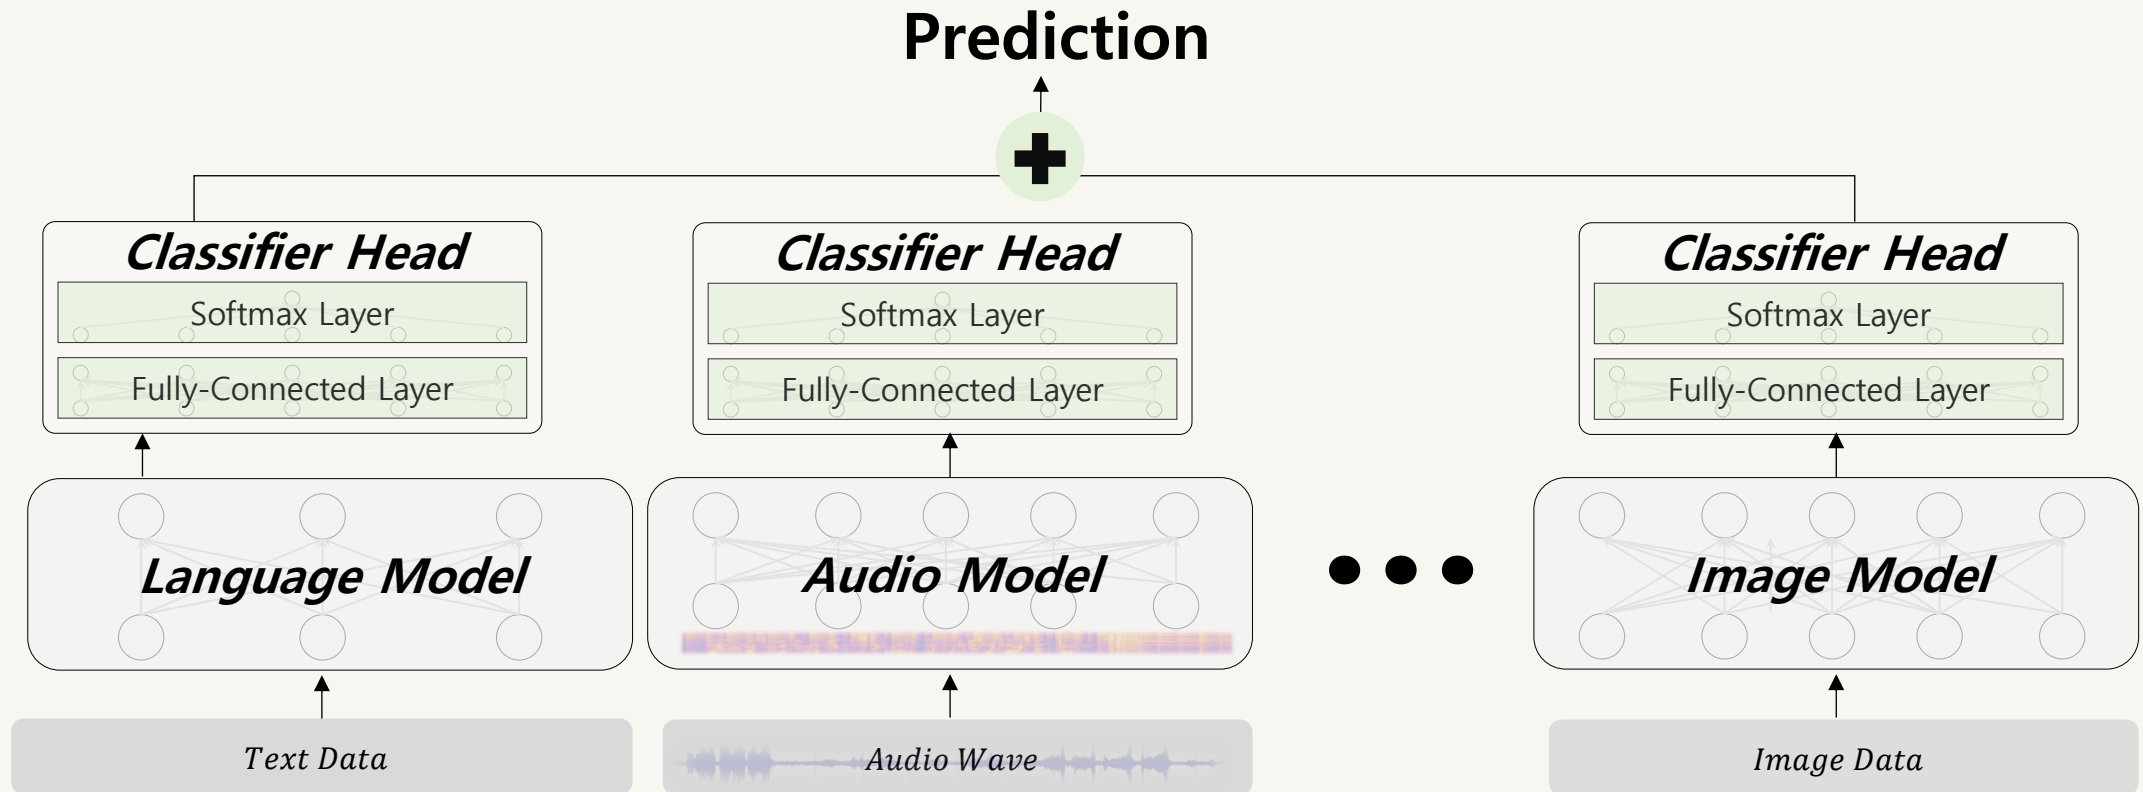 Prediction
Classifier Head
Softmax Layer
Fully-Connected Layer
Language Model
Text Data
Classifier Head
Softmax Layer
Fully-Connected Layer
Audio Model
Audio Wave
Classifier Head
Softmax Layer
Fully-Connected Layer
Image Model
Image Data